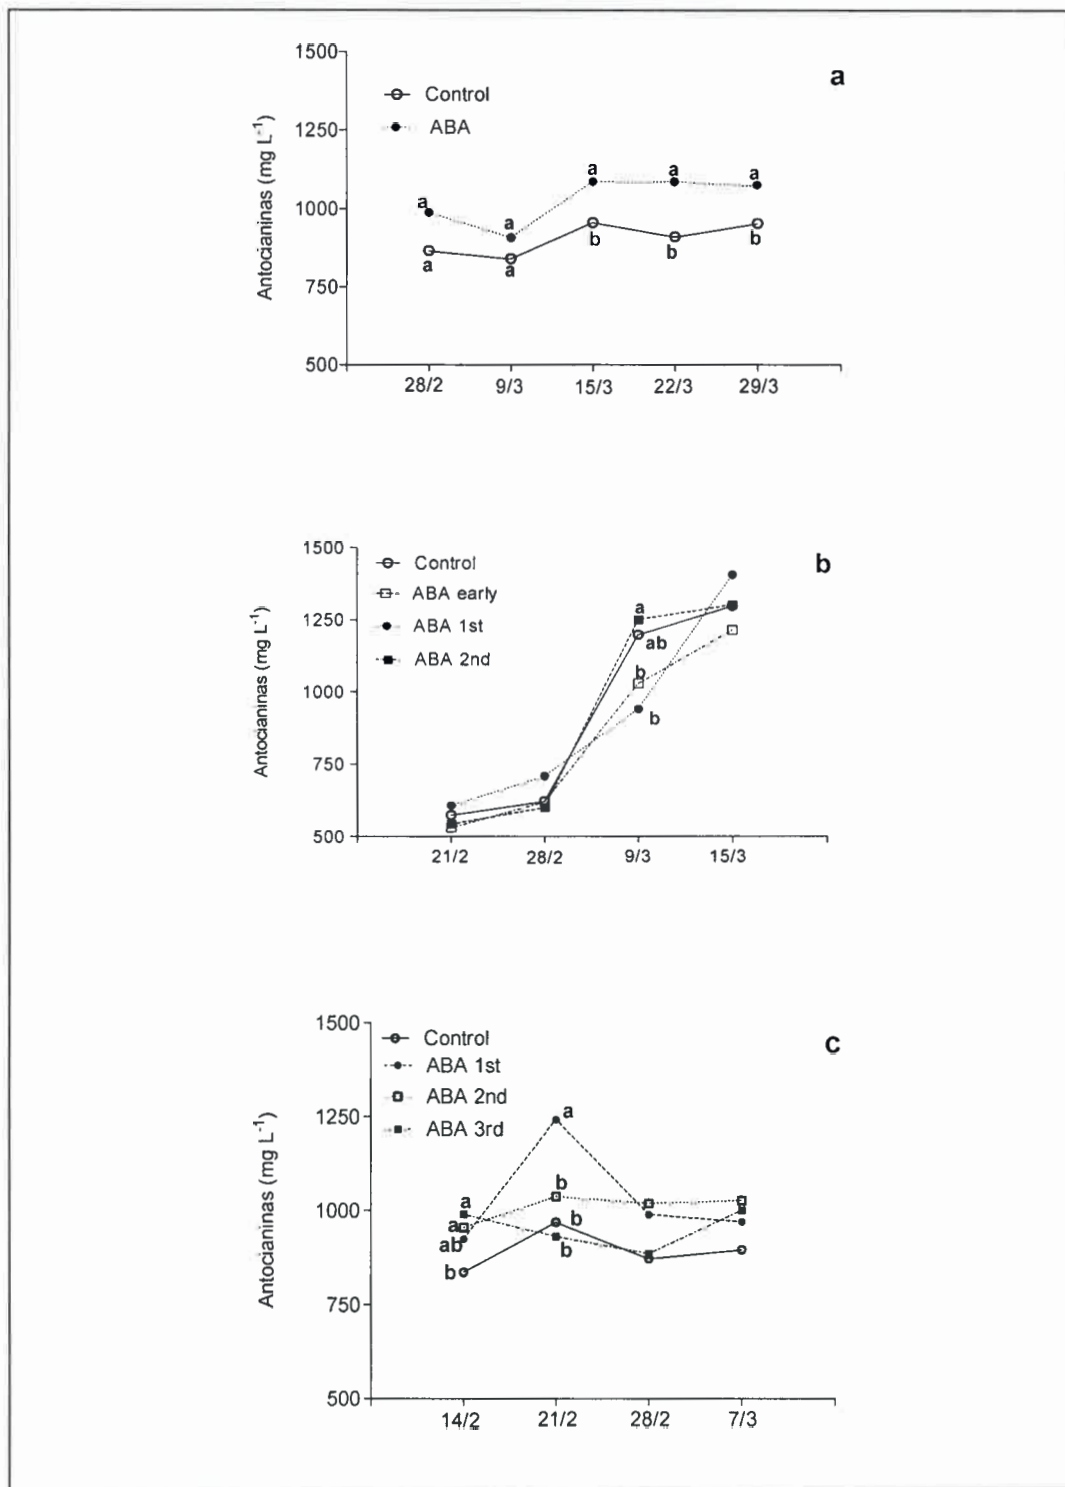 a
1500
Control
ABA
1250
1000
750
500
Antocianinas (mg L⁻¹)
a a a a a
a a b b b
28/2 9/3 15/3 22/3 29/3
b
1500
Control
ABA early
ABA 1st
ABA 2nd
1250
1000
750
500
Antocianinas (mg L⁻¹)
a
ab
b
b
21/2 28/2 9/3 15/3
c
1500
Control
ABA 1st
ABA 2nd
ABA 3rd
1250
1000
750
500
Antocianinas (mg L⁻¹)
a
b
a
b
a
ab
b
b
14/2 21/2 28/2 7/3